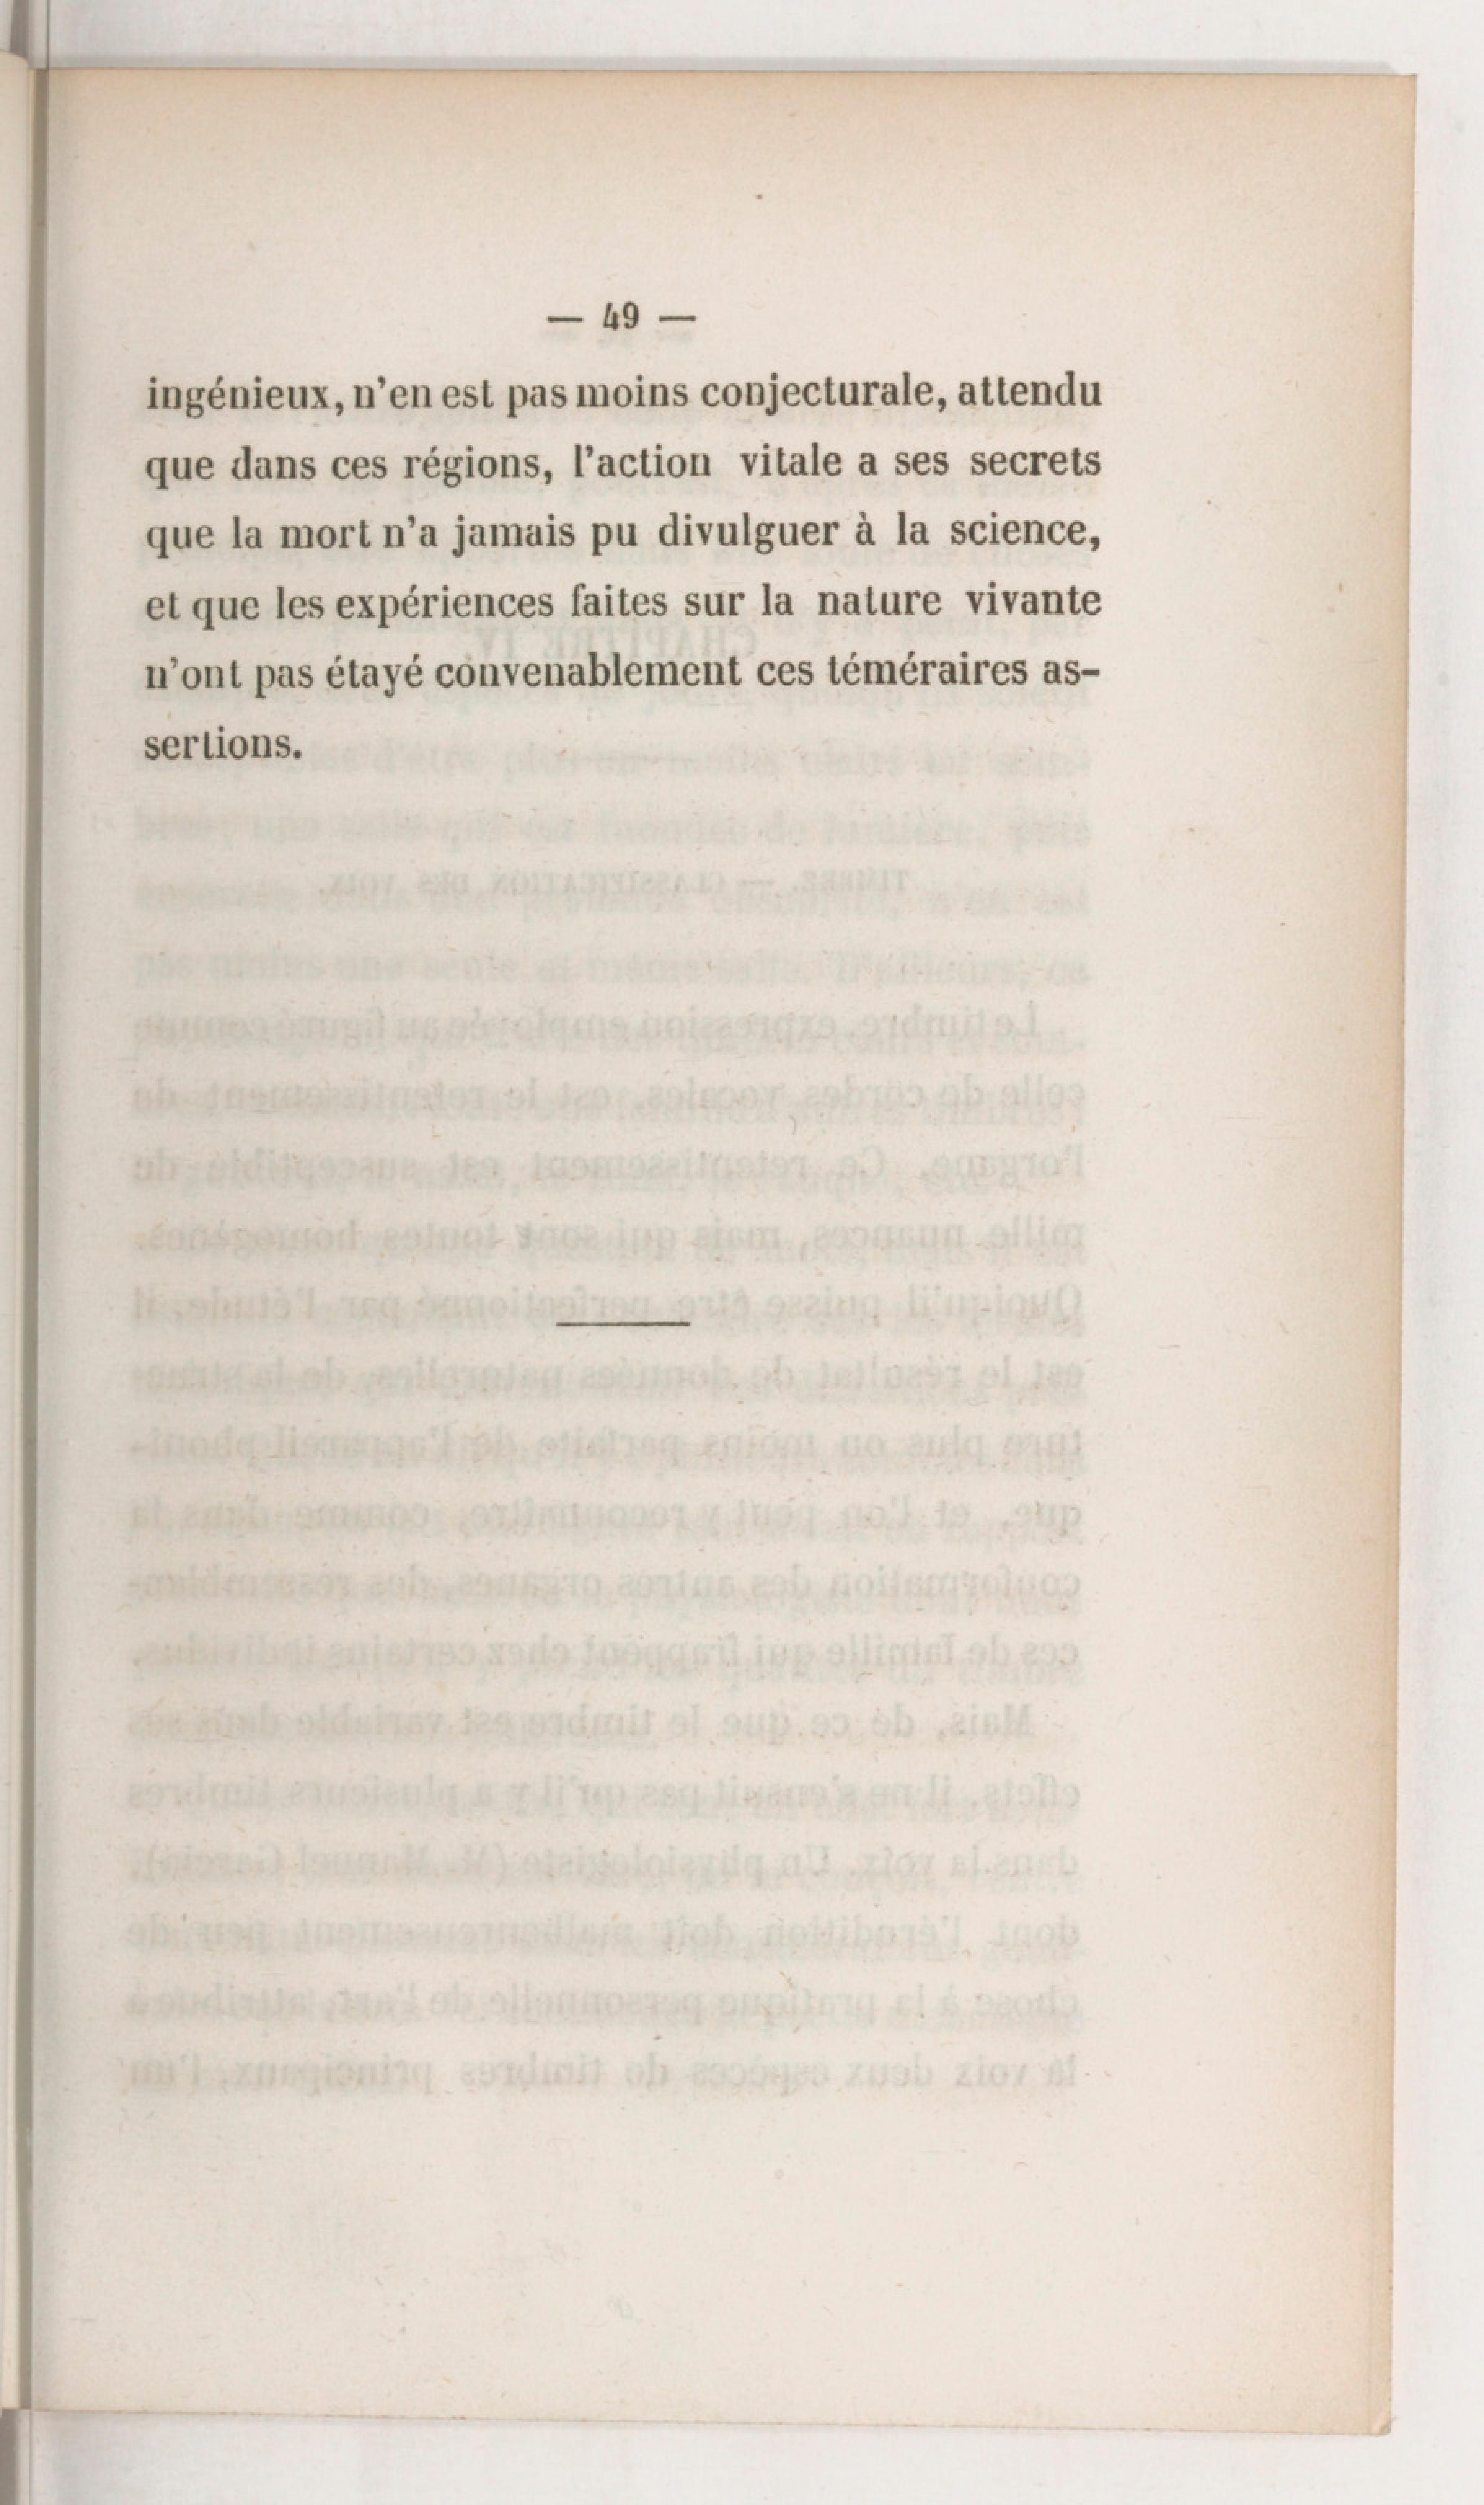 — 49 —
ingénieux, n'en est pas moins conjecturale, attendu
que dans ces régions, l'action vitale a ses secrets
que la mort n'a jamais pu divulguer à la science,
et que les expériences faites sur la nature vivante
n'ont pas étayé convenablement ces téméraires as-
sertions.